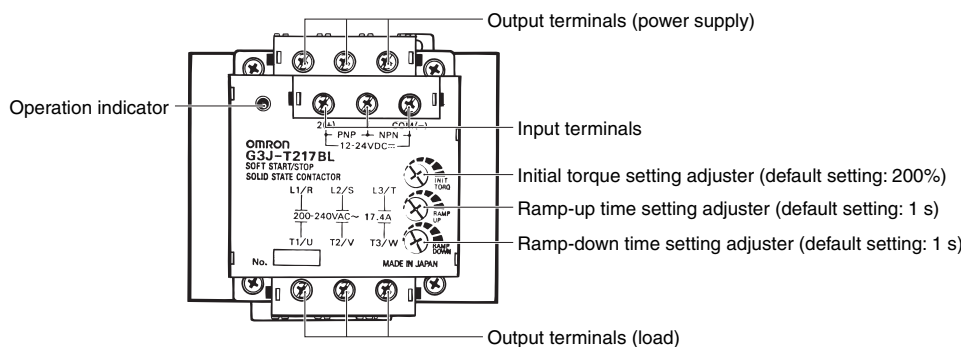 Output terminals (power supply)
Operation indicator
2(+) COM(−)
PNP NPN
12-24VDC
Input terminals
OMRON
G3J-T217BL
SOFT START/STOP
SOLID STATE CONTACTOR
INIT
TORQ
Initial torque setting adjuster (default setting: 200%)
L1/R L2/S L3/T
200-240VAC~ 17.4A
RAMP
UP
Ramp-up time setting adjuster (default setting: 1 s)
T1/U T2/V T3/W
RAMP
DOWN
Ramp-down time setting adjuster (default setting: 1 s)
No. MADE IN JAPAN
Output terminals (load)